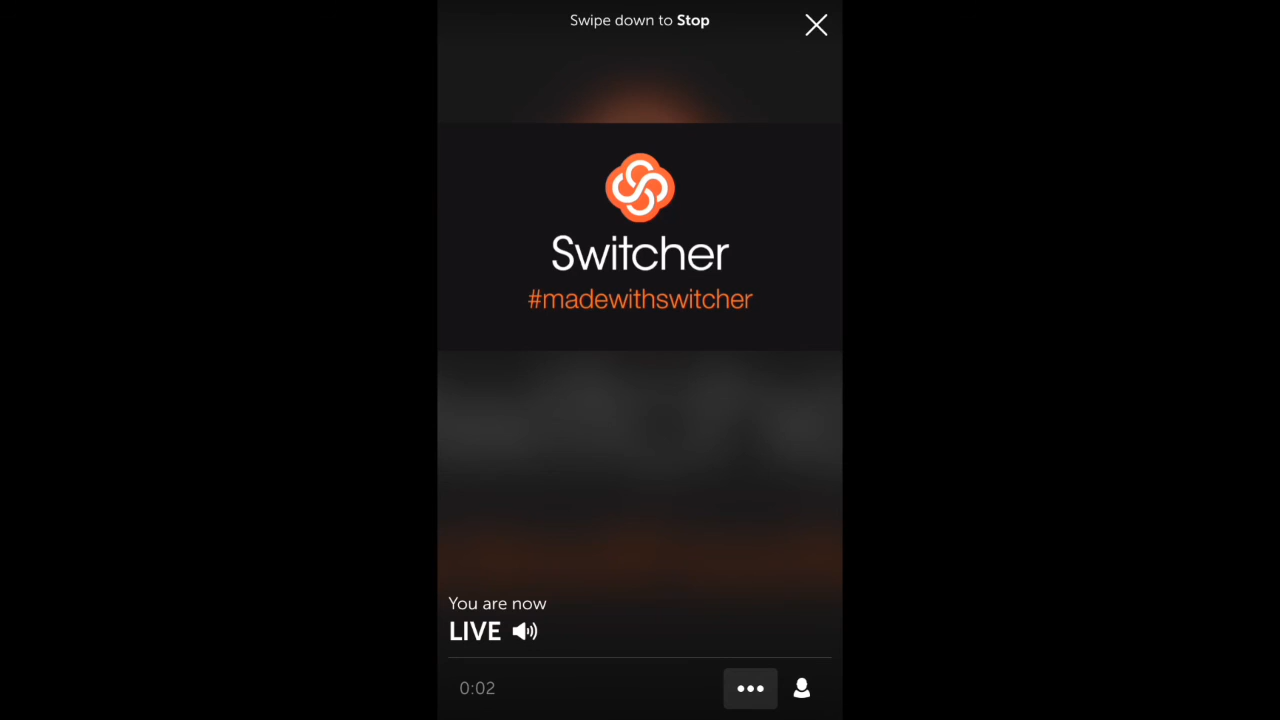 Swipe down to Stop
Switcher
#madewithswitcher
You are now
LIVE
0:02